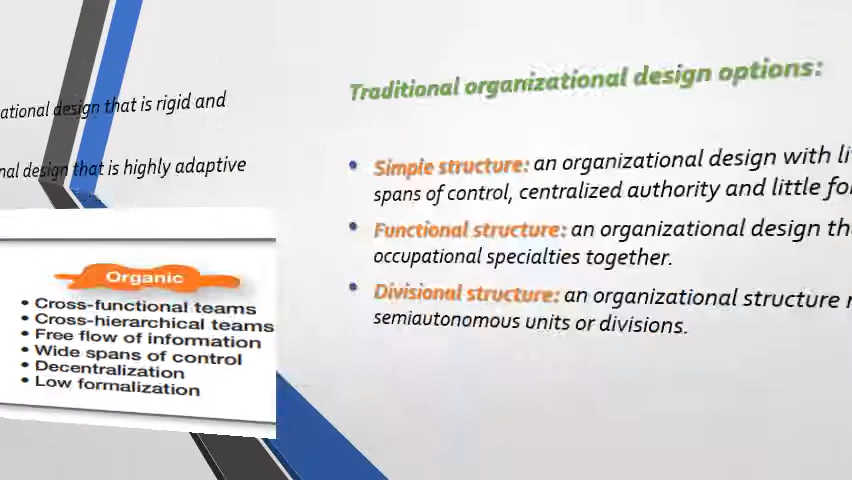 ational design that is rigid and
nal design that is highly adaptive
Organic
• Cross-functional teams
• Cross-hierarchical teams
• Free flow of information
• Wide spans of control
• Decentralization
• Low formalization
Traditional organizational design options:
• Simple structure: an organizational design with li
spans of control, centralized authority and little fo
• Functional structure: an organizational design tha
occupational specialties together.
• Divisional structure: an organizational structure
semiautonomous units or divisions.